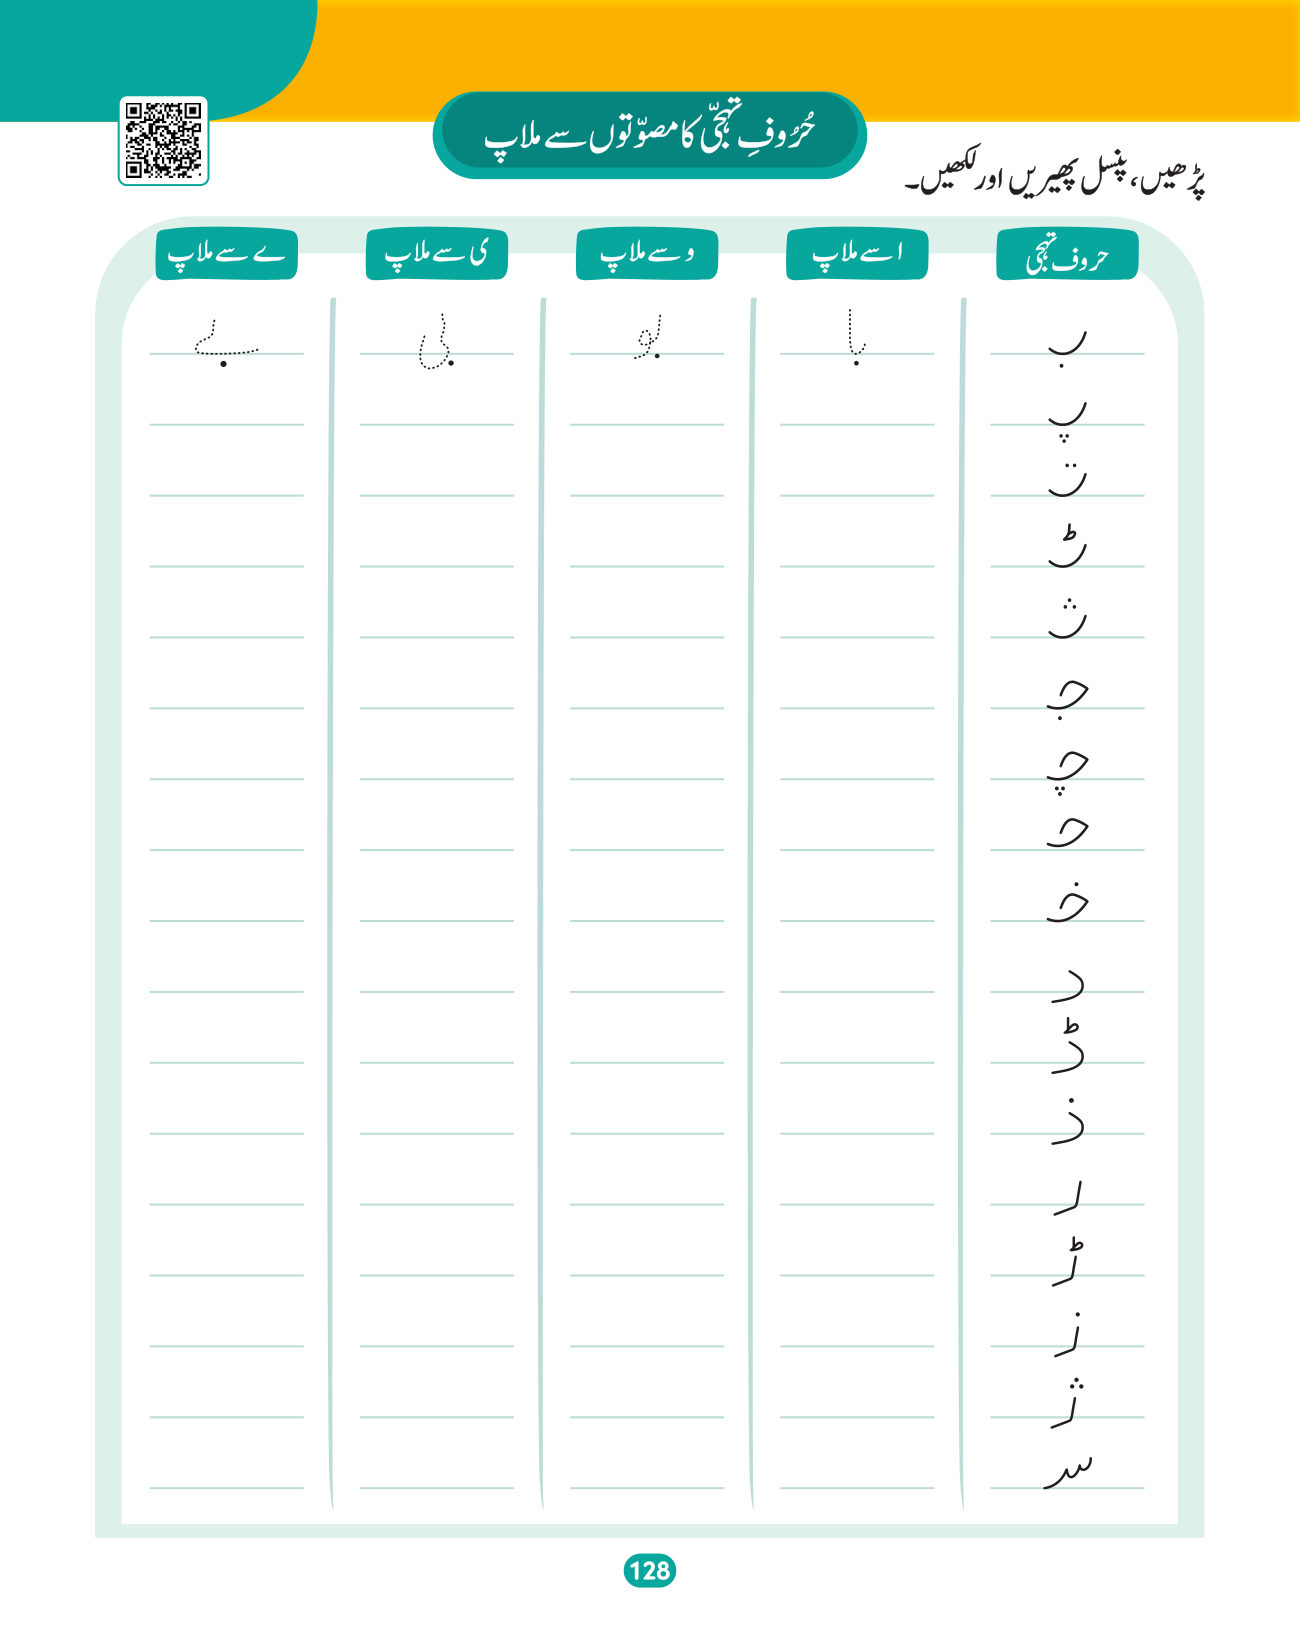 حُرُوفِ تہجّی کا مصوّتوں سے ملاپ
پڑھیں، پنسل پھیریں اور لکھیں۔
حروف تہجی ا سے ملاپ و سے ملاپ ی سے ملاپ ے سے ملاپ
ب با بو بی بے
پ
ت
ٹ
ث
ج
چ
ح
خ
د
ڈ
ذ
ر
ڑ
ز
ژ
س
128